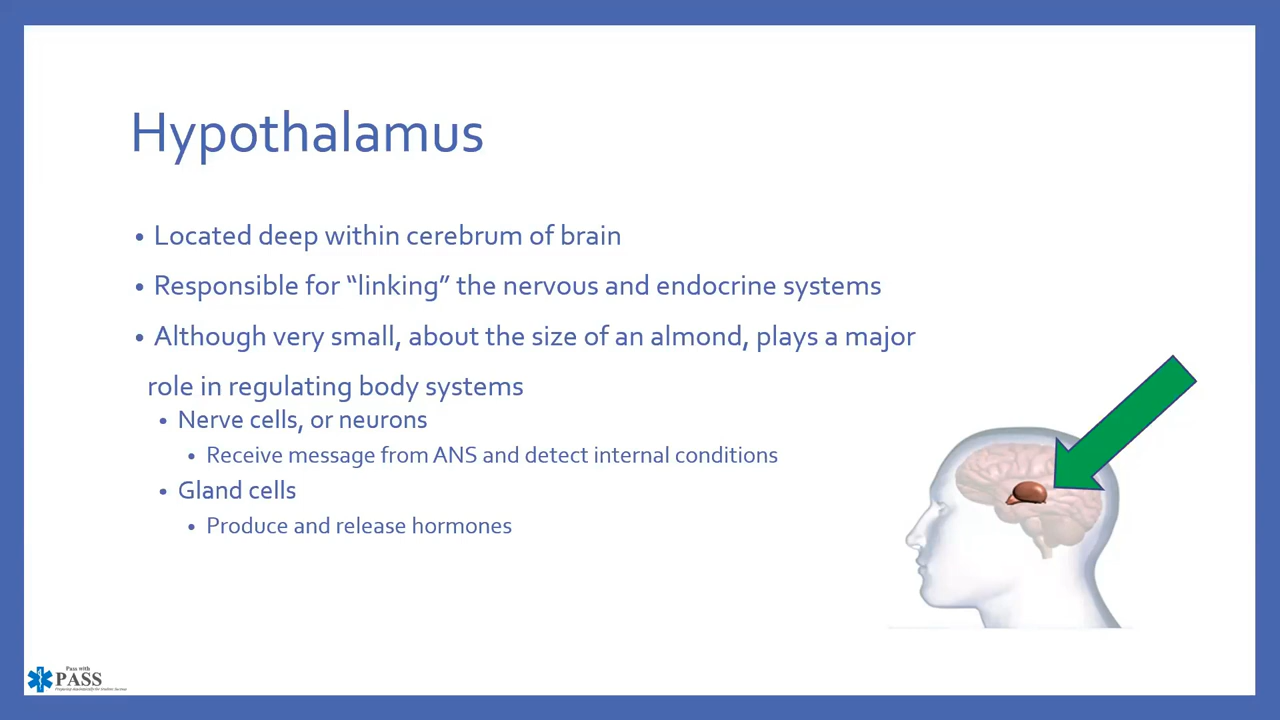 Hypothalamus
• Located deep within cerebrum of brain
• Responsible for “linking” the nervous and endocrine systems
• Although very small, about the size of an almond, plays a major
role in regulating body systems
• Nerve cells, or neurons
• Receive message from ANS and detect internal conditions
• Gland cells
• Produce and release hormones
Pass with
PASS